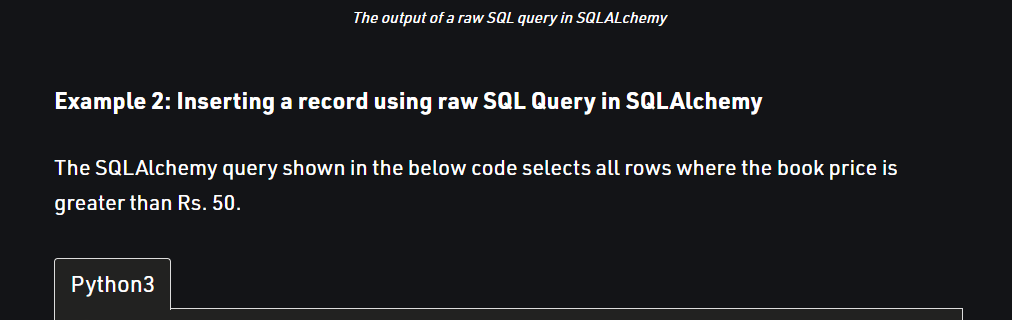 The output of a raw SQL query in SQLALchemy
Example 2: Inserting a record using raw SQL Query in SQLAlchemy
The SQLAlchemy query shown in the below code selects all rows where the book price is
greater than Rs. 50.
Python3